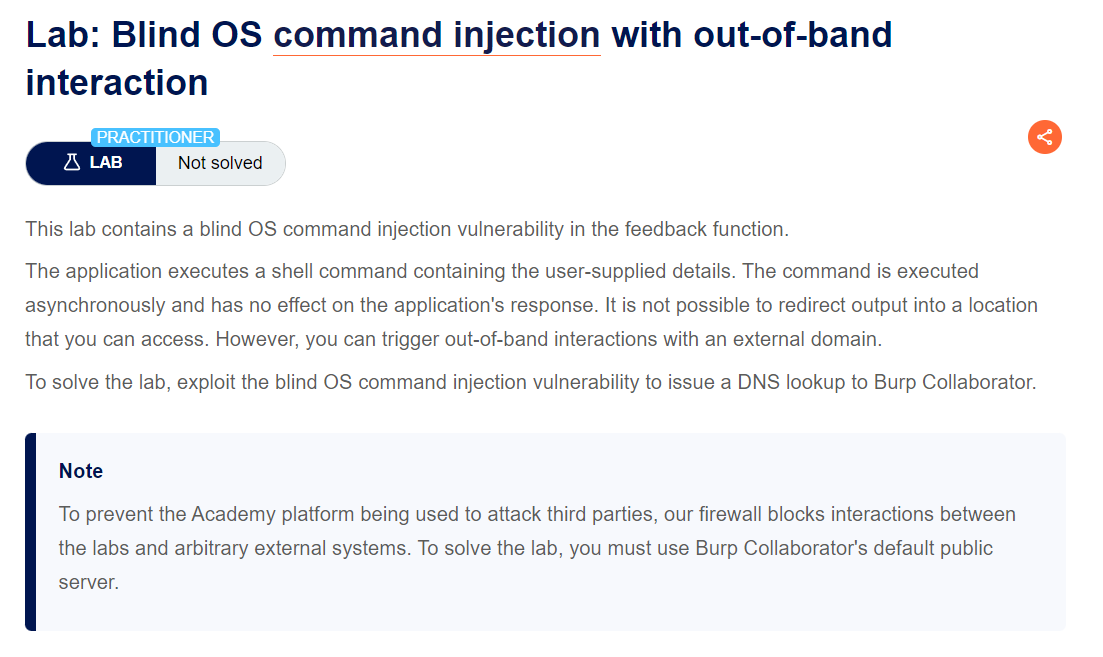 Lab: Blind OS command injection with out-of-band
interaction
PRACTITIONER
LAB
Not solved
This lab contains a blind OS command injection vulnerability in the feedback function.
The application executes a shell command containing the user-supplied details. The command is executed
asynchronously and has no effect on the application's response. It is not possible to redirect output into a location
that you can access. However, you can trigger out-of-band interactions with an external domain.
To solve the lab, exploit the blind OS command injection vulnerability to issue a DNS lookup to Burp Collaborator.
Note
To prevent the Academy platform being used to attack third parties, our firewall blocks interactions between
the labs and arbitrary external systems. To solve the lab, you must use Burp Collaborator's default public
server.